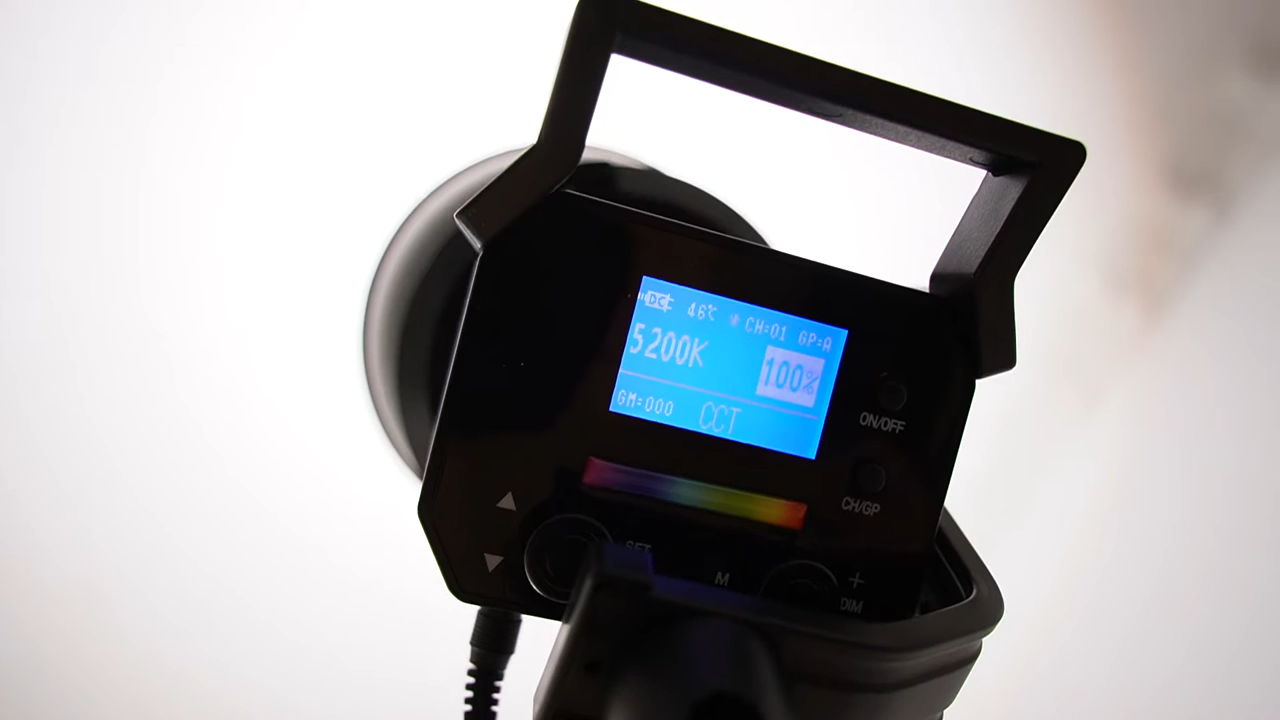 DC 46℃ CH=01 GP=A
5200K 100%
GM=000 CCT
ON/OFF
CH/GP
SET
M
+
DIM